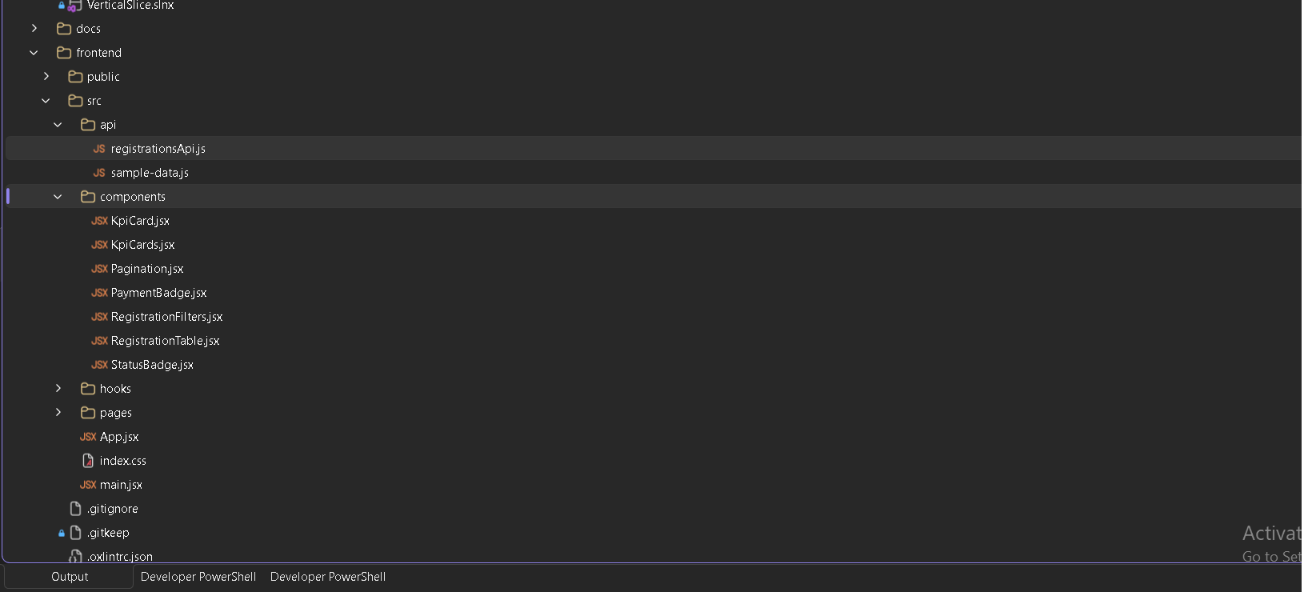 VerticalSlice.slnx
docs
frontend
public
src
api
JS registrationsApi.js
JS sample-data.js
components
JSX KpiCard.jsx
JSX KpiCards.jsx
JSX Pagination.jsx
JSX PaymentBadge.jsx
JSX RegistrationFilters.jsx
JSX RegistrationTable.jsx
JSX StatusBadge.jsx
hooks
pages
JSX App.jsx
index.css
JSX main.jsx
.gitignore
.gitkeep
Activat
.oxlintrc.json
Go to Set
Output Developer PowerShell Developer PowerShell